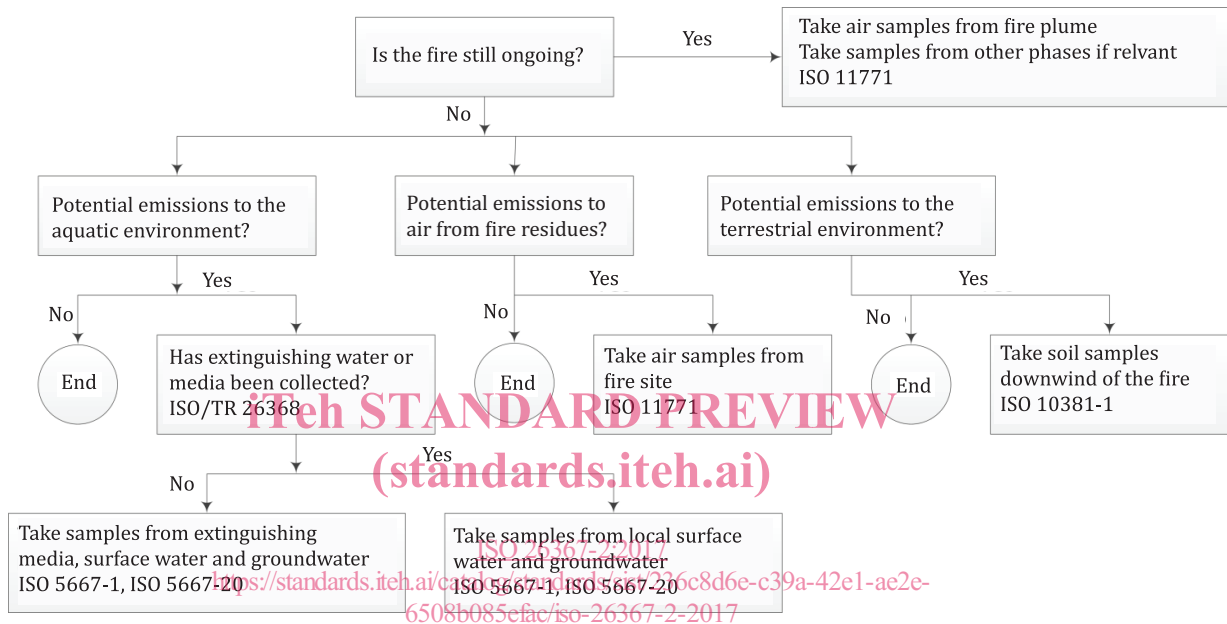 Is the fire still ongoing?
Yes
Take air samples from fire plume
Take samples from other phases if relvant
ISO 11771
No
Potential emissions to the
aquatic environment?
Potential emissions to
air from fire residues?
Potential emissions to the
terrestrial environment?
Yes
No
End
Has extinguishing water or
media been collected?
ISO/TR 26368
Yes
No
End
Take air samples from
fire site
ISO 11771
Yes
No
End
Take soil samples
downwind of the fire
ISO 10381-1
iTeh STANDARD PREVIEW
(standards.iteh.ai)
Yes
No
Take samples from extinguishing
media, surface water and groundwater
ISO 5667-1, ISO 5667-20
Take samples from local surface
water and groundwater
ISO 5667-1, ISO 5667-20
ISO 26367-2:2017
https://standards.iteh.ai/catalog/standards/sist/236c8d6e-c39a-42e1-ae2e-
6508b085efac/iso-26367-2-2017